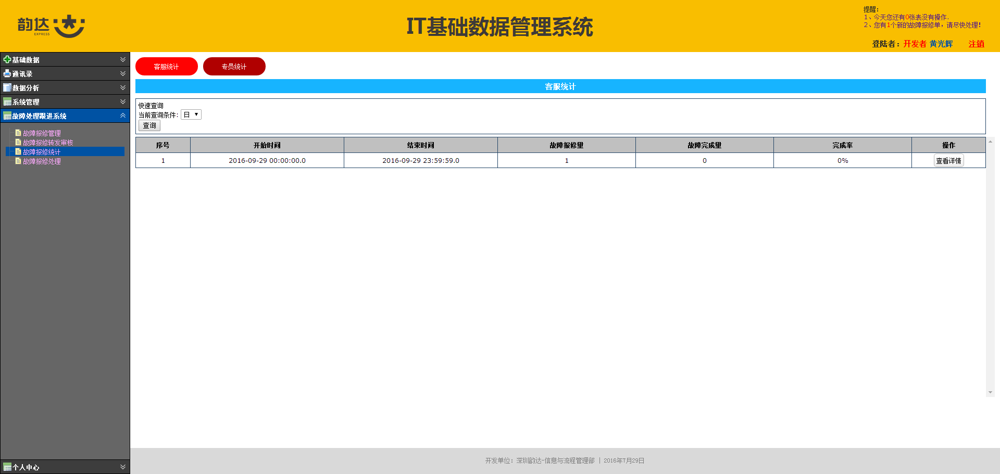 韵达
EXPRESS
IT基础数据管理系统
提醒：
1、今天您还有0张表没有操作.
2、您有1个新的故障报修单，请尽快处理!
登陆者：开发者 黄光辉 注销
基础数据
通讯录
数据分析
系统管理
故障处理跟进系统
故障报修管理
故障报修转发审核
故障报修统计
故障报修处理
个人中心
客服统计 专员统计
客服统计
快速查询
当前查询条件: 日
查询
序号 开始时间 结束时间 故障报修量 故障完成量 完成率 操作
1 2016-09-29 00:00:00.0 2016-09-29 23:59:59.0 1 0 0% 查看详情
开发单位：深圳韵达-信息与流程管理部 | 2016年7月29日